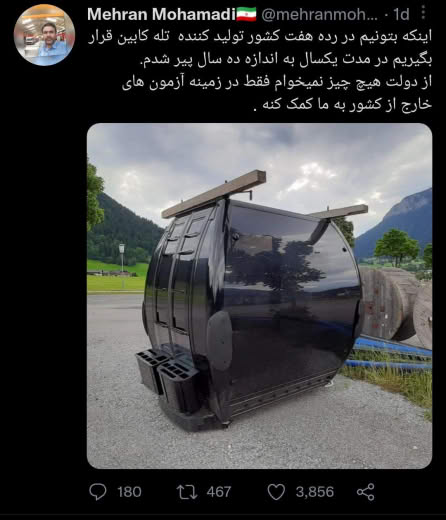 Mehran Mohamadi🇮🇷 @mehranmoh... · 1d
اینکه بتونیم در رده هفت کشور تولید کننده تله کابین قرار
بگیریم در مدت یکسال به اندازه ده سال پیر شدم.
از دولت هیچ چیز نمیخوام فقط در زمینه آزمون های
خارج از کشور به ما کمک کنه .
180 467 3,856